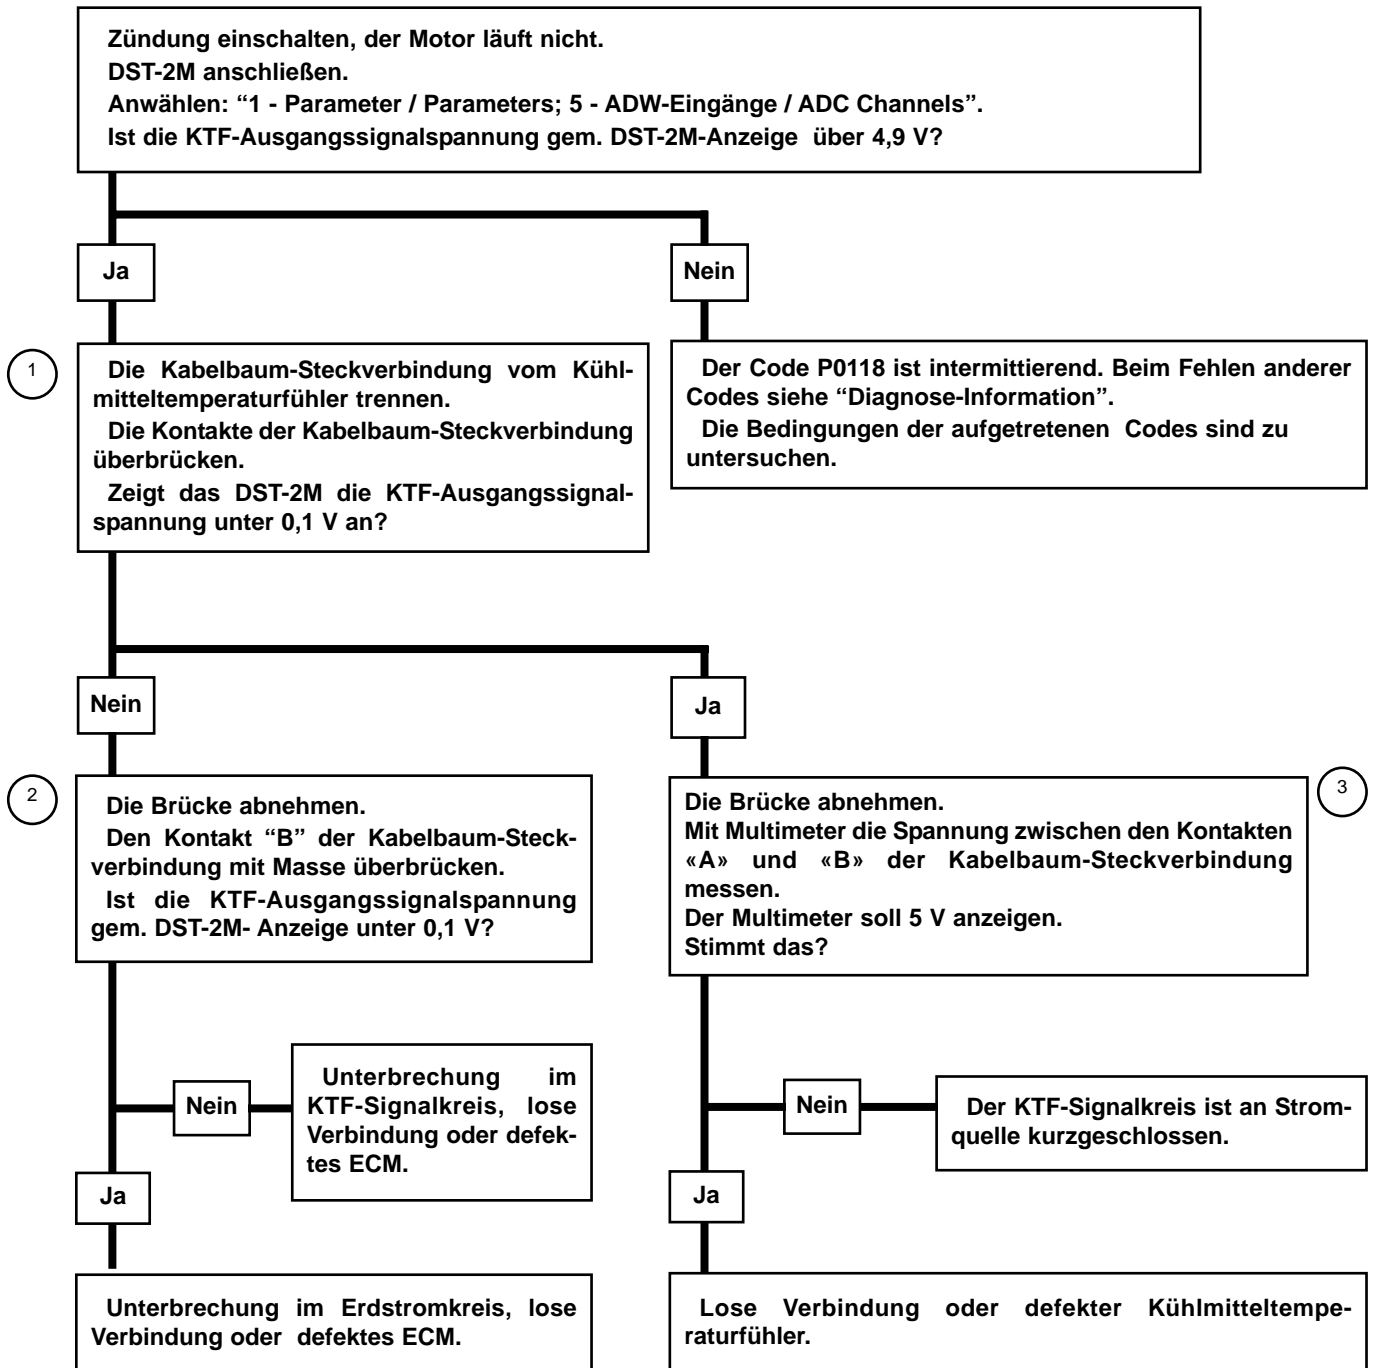 Zündung einschalten, der Motor läuft nicht.
DST-2M anschließen.
Anwählen: “1 - Parameter / Parameters; 5 - ADW-Eingänge / ADC Channels”.
Ist die KTF-Ausgangssignalspannung gem. DST-2M-Anzeige über 4,9 V?
Ja
Nein
1
Die Kabelbaum-Steckverbindung vom Kühl-
mitteltemperaturfühler trennen.
Die Kontakte der Kabelbaum-Steckverbindung
überbrücken.
Zeigt das DST-2M die KTF-Ausgangssignal-
spannung unter 0,1 V an?
Der Code P0118 ist intermittierend. Beim Fehlen anderer
Codes siehe “Diagnose-Information”.
Die Bedingungen der aufgetretenen Codes sind zu
untersuchen.
Nein
Ja
2
Die Brücke abnehmen.
Den Kontakt “B” der Kabelbaum-Steck-
verbindung mit Masse überbrücken.
Ist die KTF-Ausgangssignalspannung
gem. DST-2M- Anzeige unter 0,1 V?
3
Die Brücke abnehmen.
Mit Multimeter die Spannung zwischen den Kontakten
«A» und «B» der Kabelbaum-Steckverbindung
messen.
Der Multimeter soll 5 V anzeigen.
Stimmt das?
Nein
Unterbrechung im
KTF-Signalkreis, lose
Verbindung oder defek-
tes ECM.
Nein
Der KTF-Signalkreis ist an Strom-
quelle kurzgeschlossen.
Ja
Ja
Unterbrechung im Erdstromkreis, lose
Verbindung oder defektes ECM.
Lose Verbindung oder defekter Kühlmitteltempe-
raturfühler.